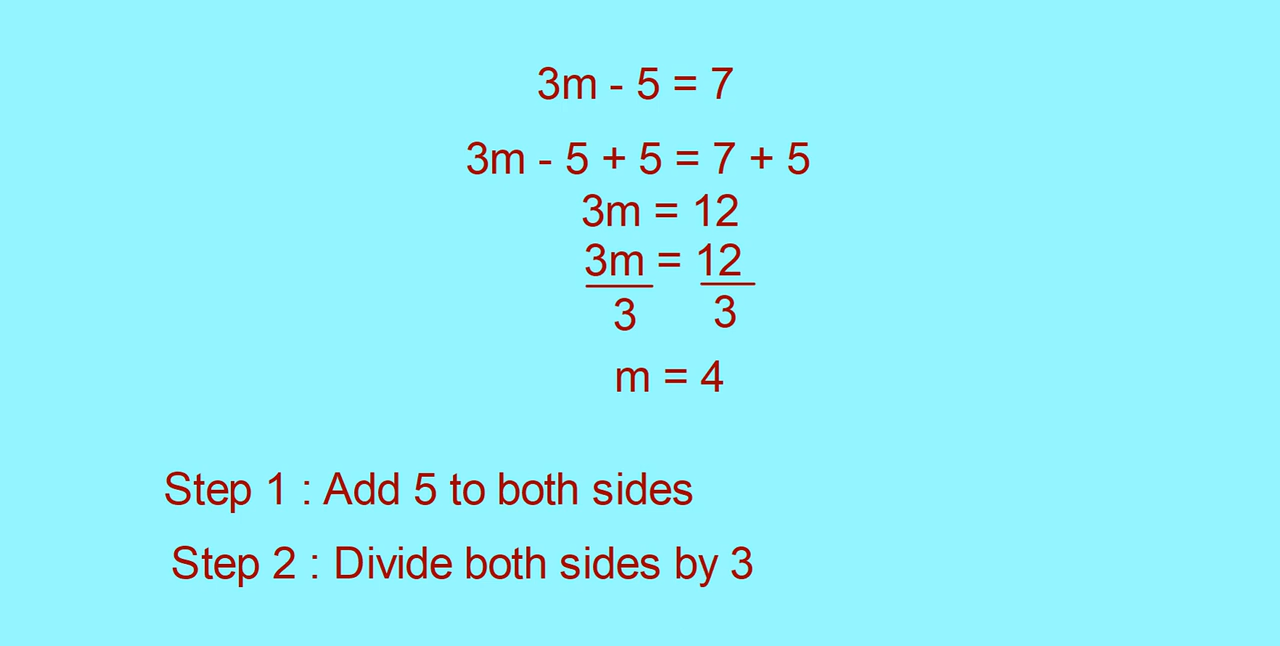 3m - 5 = 7
3m - 5 + 5 = 7 + 5
3m = 12
3m = 12
3 3
m = 4
Step 1 : Add 5 to both sides
Step 2 : Divide both sides by 3